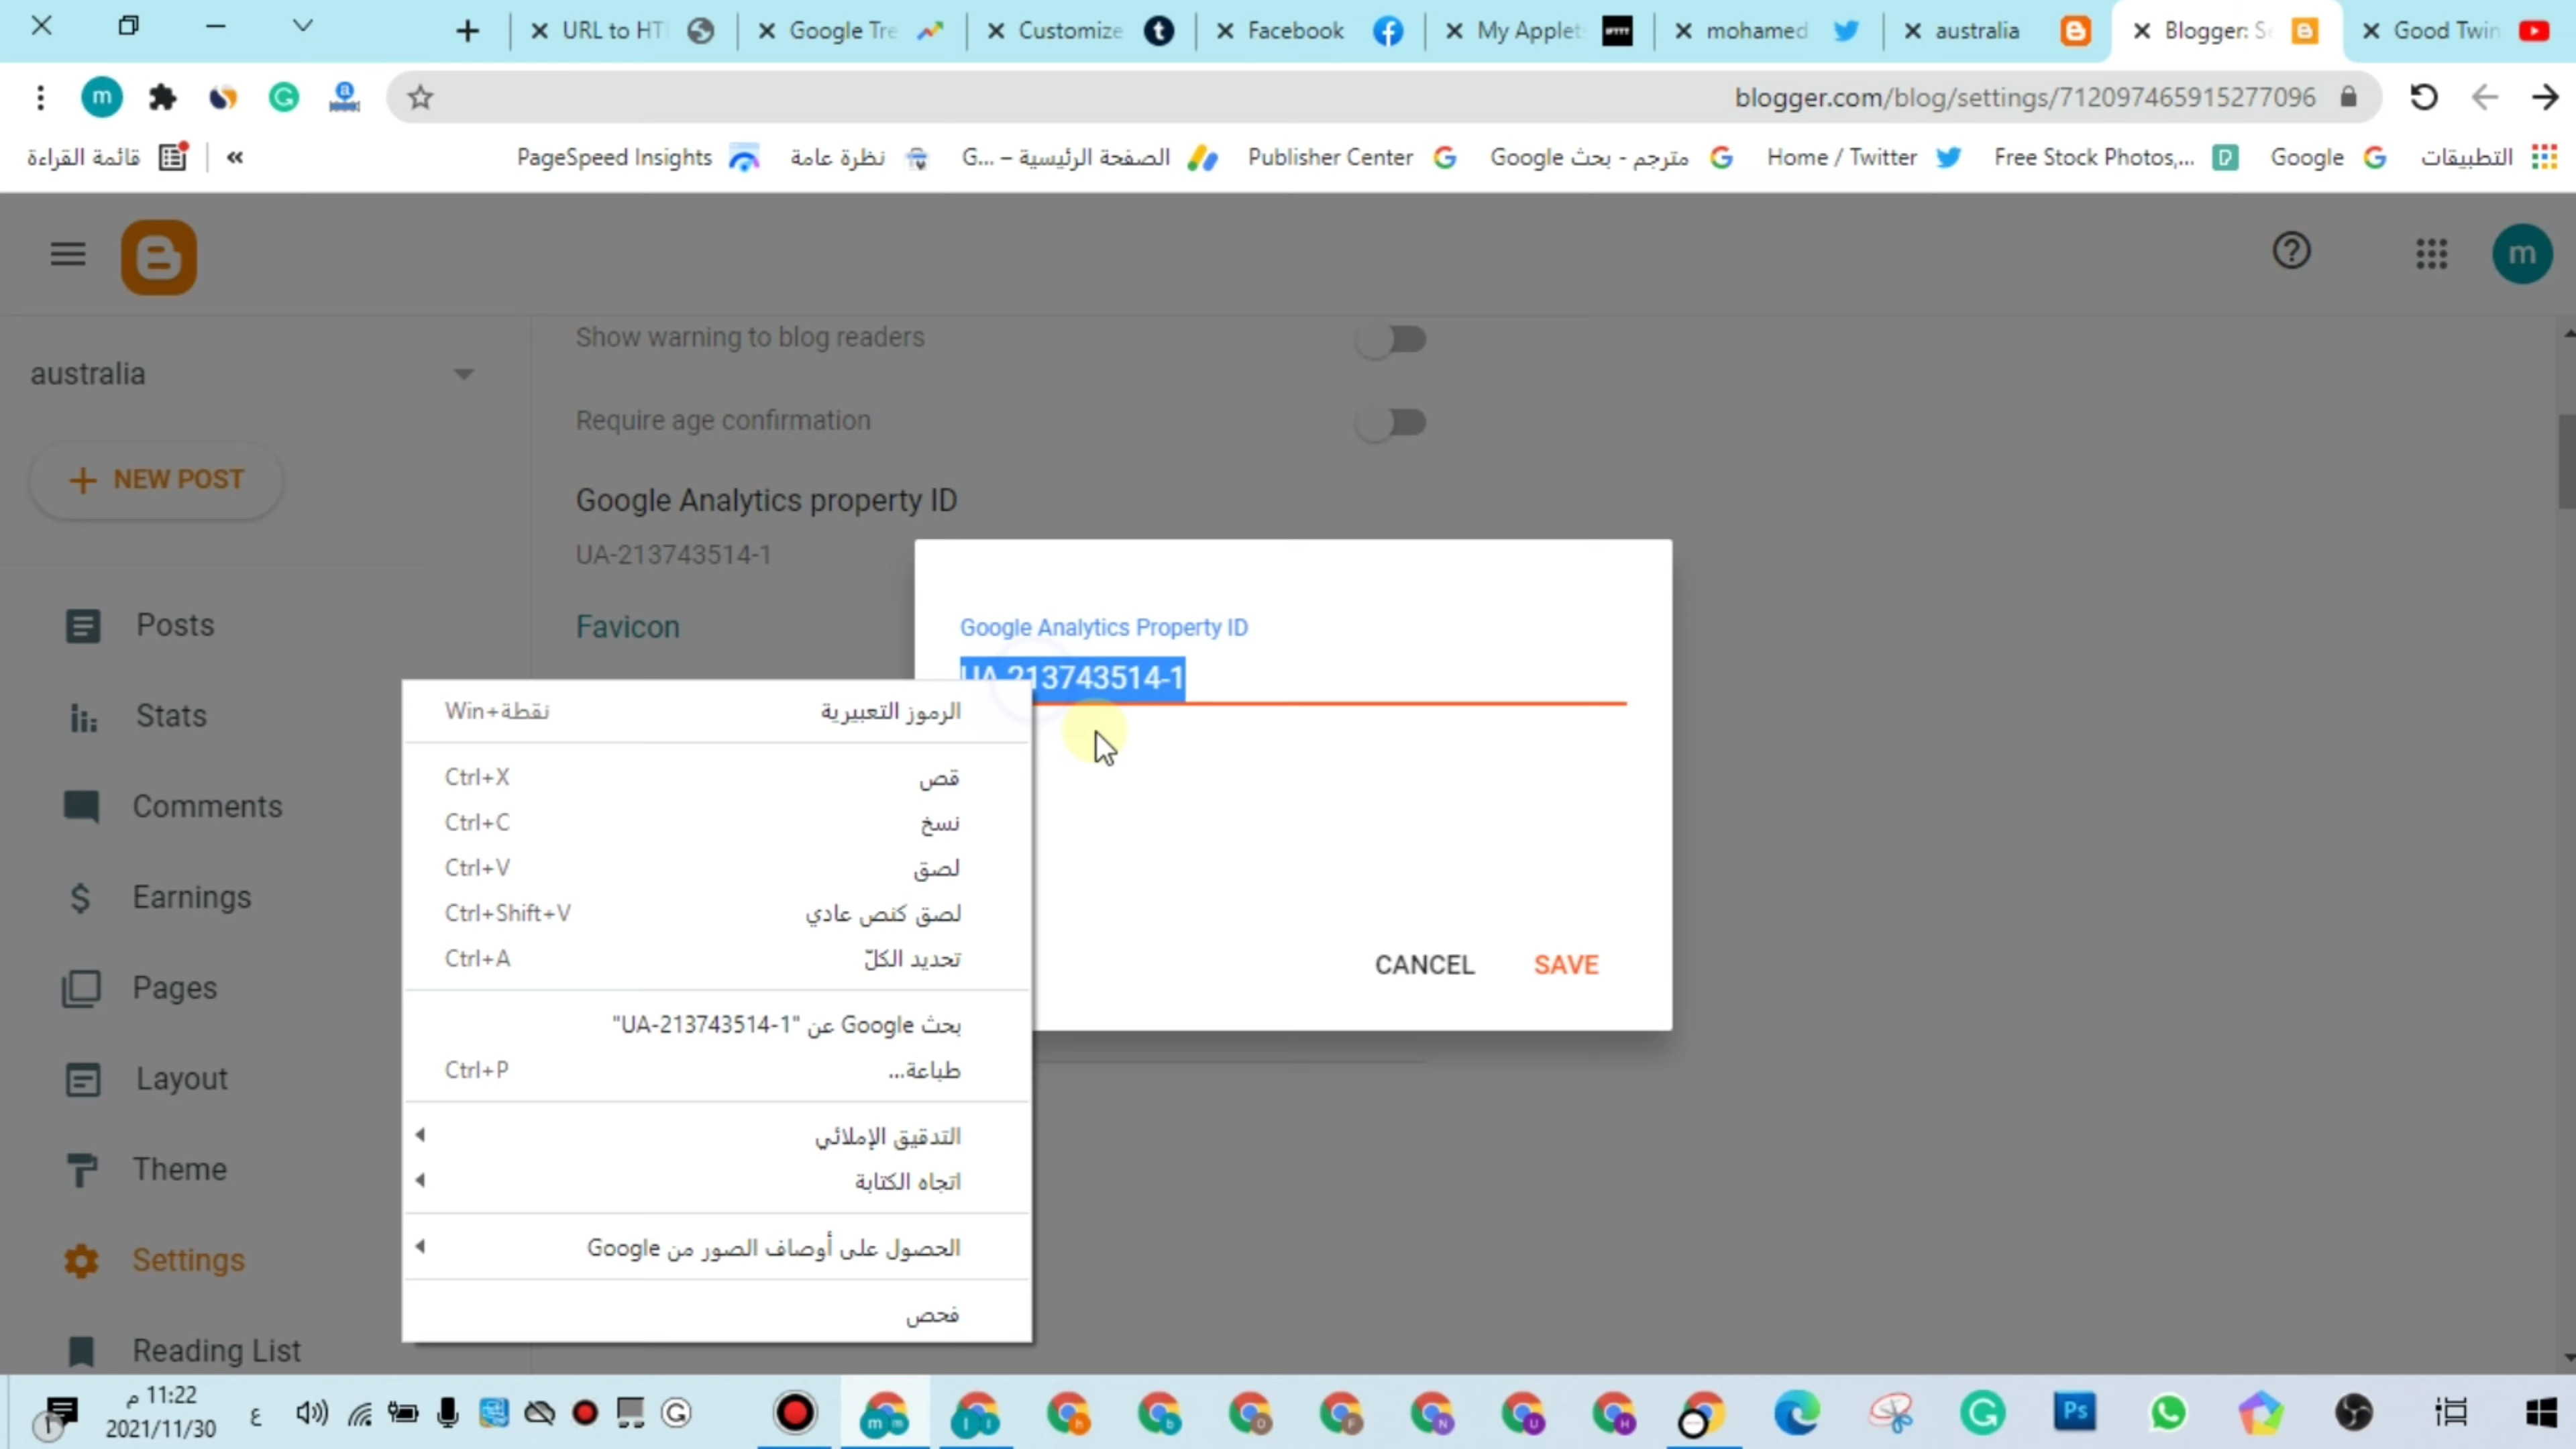 URL to HT
Google Tre
Customize
Facebook
My Applet
mohamed
australia
Blogger: Se
Good Twin
blogger.com/blog/settings/712097465915277096
قائمة القراءة
»
PageSpeed Insights
نظرة عامة
الصفحة الرئيسية – G...
Publisher Center
مترجم - بحث Google
Home / Twitter
Free Stock Photos,...
Google
التطبيقات
m
Show warning to blog readers
australia
Require age confirmation
NEW POST
Google Analytics property ID
UA-213743514-1
Favicon
Google Analytics Property ID
UA-213743514-1
CANCEL
SAVE
Posts
Stats
Comments
Earnings
Pages
Layout
Theme
Settings
Reading List
الرموز التعبيرية Win+نقطة
قص Ctrl+X
نسخ Ctrl+C
لصق Ctrl+V
لصق كنص عادي Ctrl+Shift+V
تحديد الكلّ Ctrl+A
بحث Google عن "UA-213743514-1"
طباعة... Ctrl+P
التدقيق الإملائي
اتجاه الكتابة
الحصول على أوصاف الصور من Google
فحص
11:22 م
2021/11/30
ع